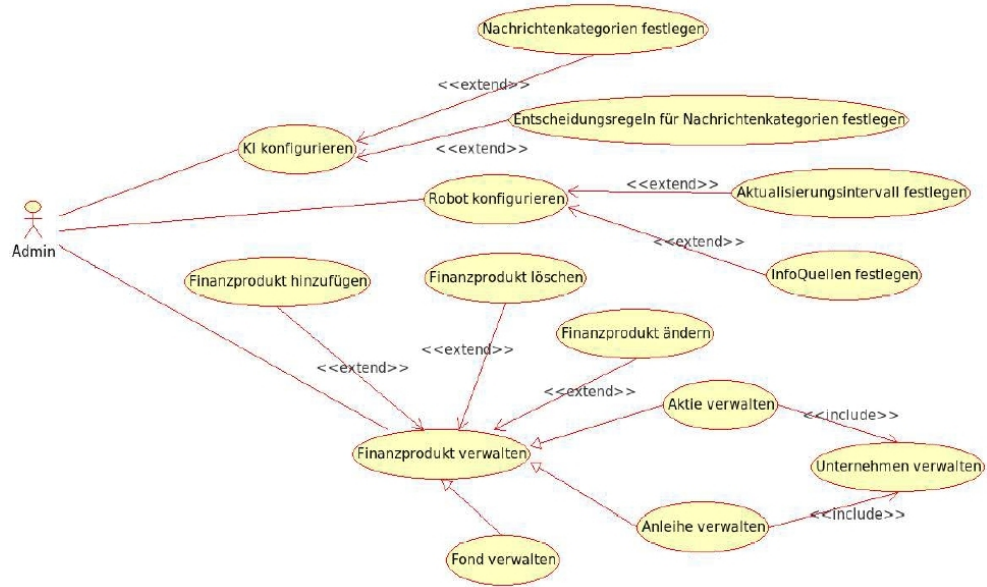 Nachrichtenkategorien festlegen
<<extend>>
Entscheidungsregeln für Nachrichtenkategorien festlegen
KI konfigurieren
<<extend>>
<<extend>>
Aktualisierungsintervall festlegen
Robot konfigurieren
<<extend>>
Admin
InfoQuellen festlegen
Finanzprodukt hinzufügen
Finanzprodukt löschen
Finanzprodukt ändern
<<extend>>
<<extend>>
<<extend>>
Aktie verwalten
<<include>>
Finanzprodukt verwalten
Unternehmen verwalten
Anleihe verwalten
<<include>>
Fond verwalten